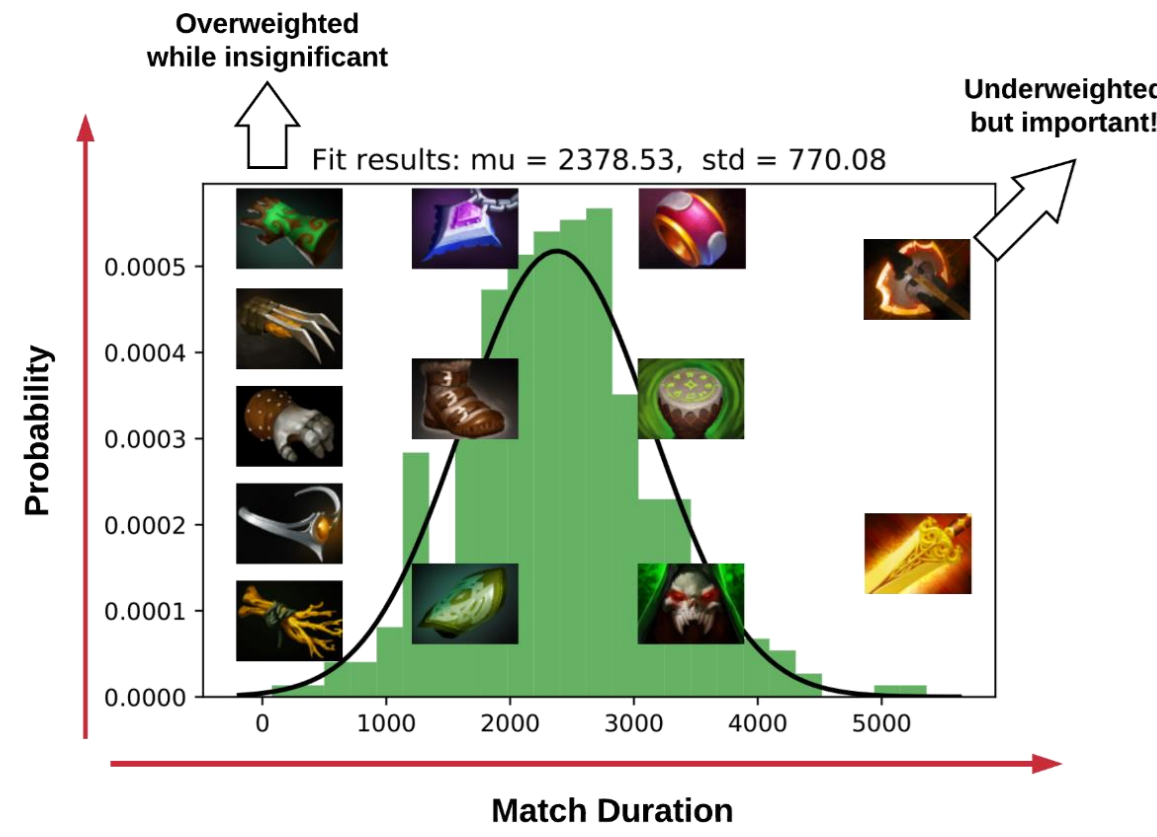 Overweighted
while insignificant
Underweighted
but important!
Fit results: mu = 2378.53,  std = 770.08
0.0005
0.0004
0.0003
0.0002
0.0001
0.0000
Probability
0 1000 2000 3000 4000 5000
Match Duration